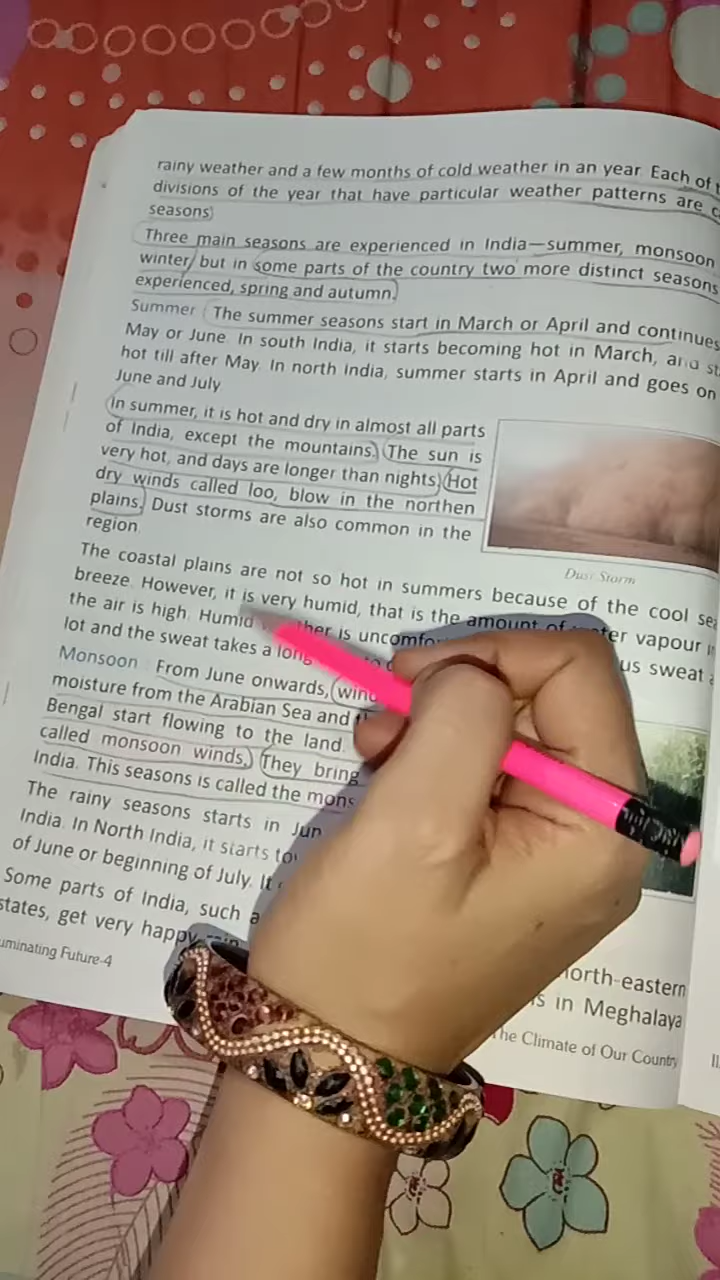 rainy weather and a few months of cold weather in an year. Each of t
divisions of the year that have particular weather patterns are c
seasons.
Three main seasons are experienced in India—summer, monsoon
winter, but in some parts of the country two more distinct seasons
experienced, spring and autumn.
Summer The summer seasons start in March or April and continues
May or June. In south India, it starts becoming hot in March, and st
hot till after May. In north India, summer starts in April and goes on
June and July
In summer, it is hot and dry in almost all parts
of India, except the mountains. The sun is
very hot, and days are longer than nights. Hot
dry winds called loo, blow in the northen
plains. Dust storms are also common in the
region.
Dust Storm
The coastal plains are not so hot in summers because of the cool sea
breeze. However, it is very humid, that is the amount of water vapour i
the air is high. Humid is uncomfo us sweat a
lot and the sweat takes a long
Monsoon From June onwards, wind
moisture from the Arabian Sea and
Bengal start flowing to the land.
called monsoon winds. They bring
India. This seasons is called the mons
The rainy seasons starts in Jun
India. In North India, it starts
of June or beginning of July. It
Some parts of India, such a north-eastern
states, get very happy in Meghalaya
uminating Future-4
The Climate of Our Country